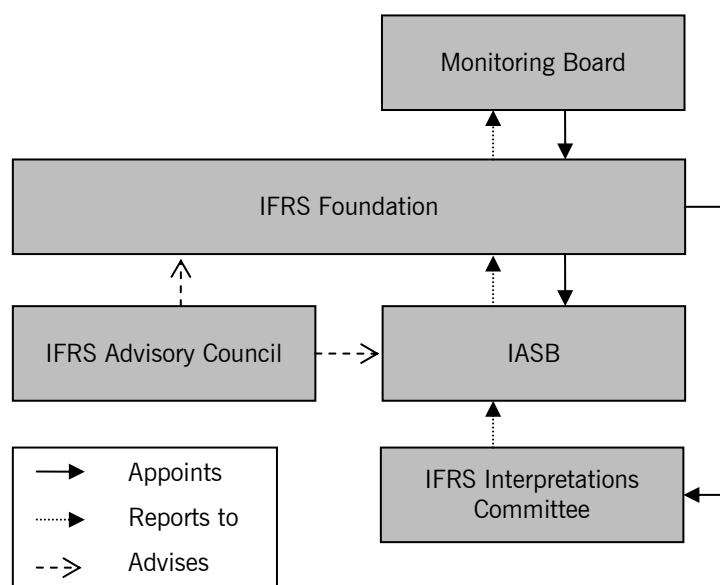 Monitoring Board
IFRS Foundation
IFRS Advisory Council
IASB
IFRS Interpretations
Committee
Appoints
Reports to
Advises